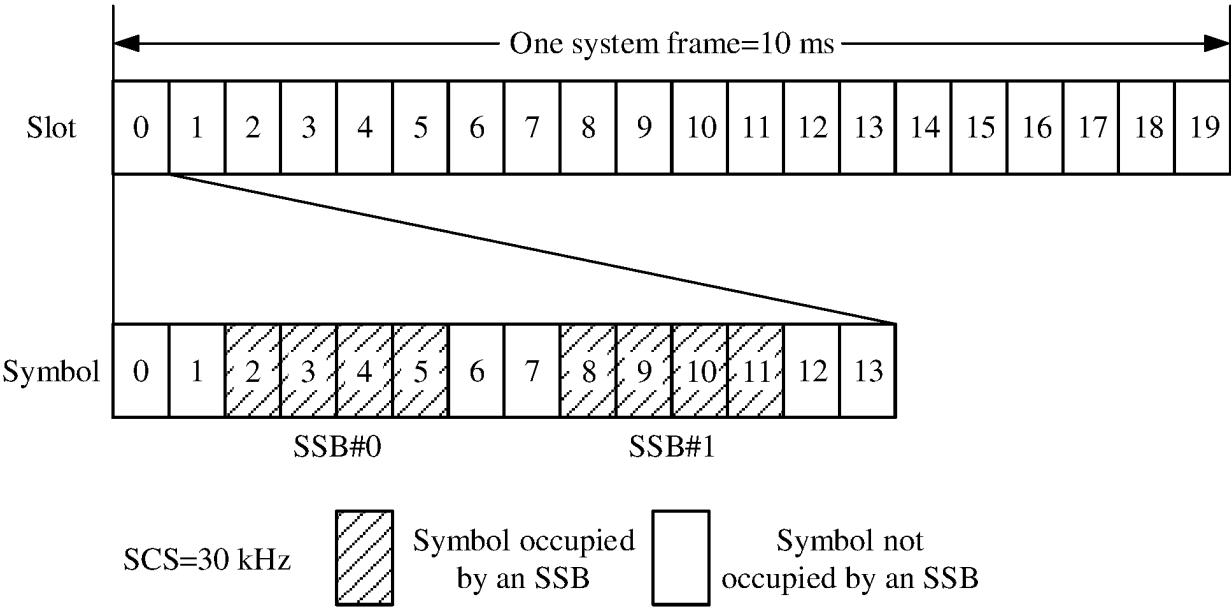 One system frame=10 ms
Slot 0 1 2 3 4 5 6 7 8 9 10 11 12 13 14 15 16 17 18 19
Symbol 0 1 2 3 4 5 6 7 8 9 10 11 12 13
SSB#0 SSB#1
SCS=30 kHz
Symbol occupied
by an SSB
Symbol not
occupied by an SSB